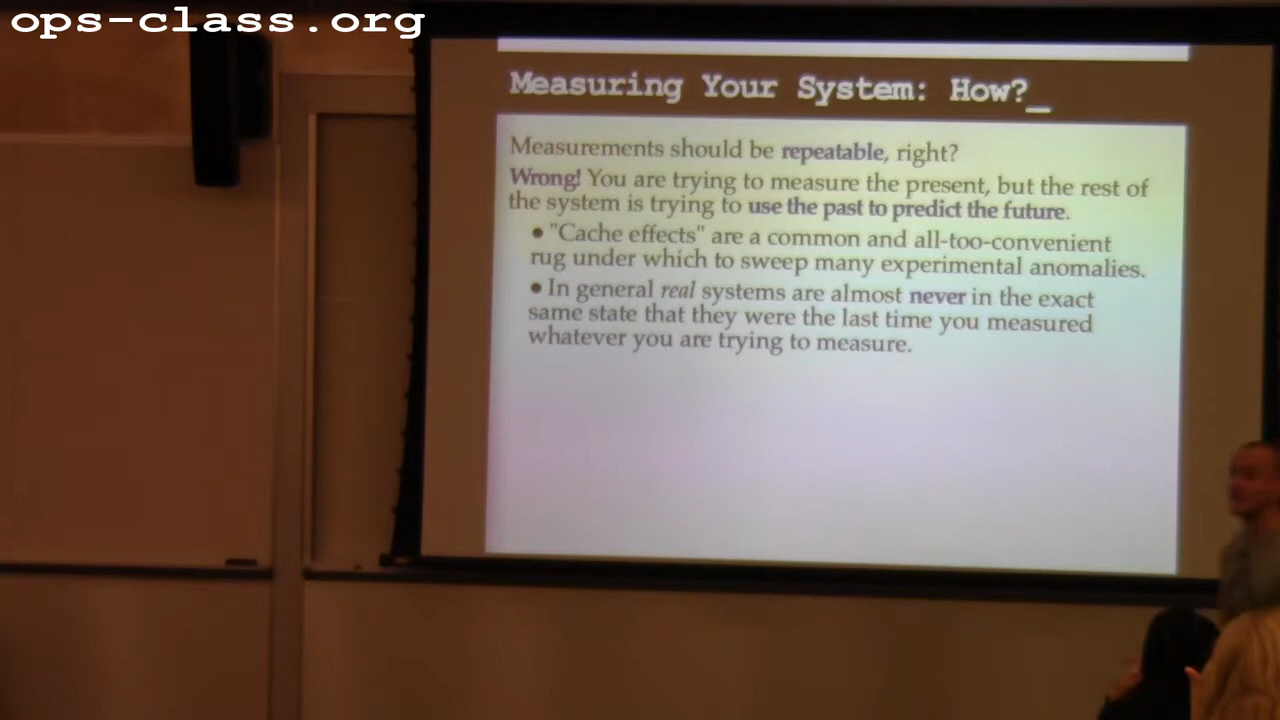 ops-class.org
Measuring Your System: How?_
Measurements should be repeatable, right?
Wrong! You are trying to measure the present, but the rest of
the system is trying to use the past to predict the future.
• "Cache effects" are a common and all-too-convenient
rug under which to sweep many experimental anomalies.
• In general real systems are almost never in the exact
same state that they were the last time you measured
whatever you are trying to measure.